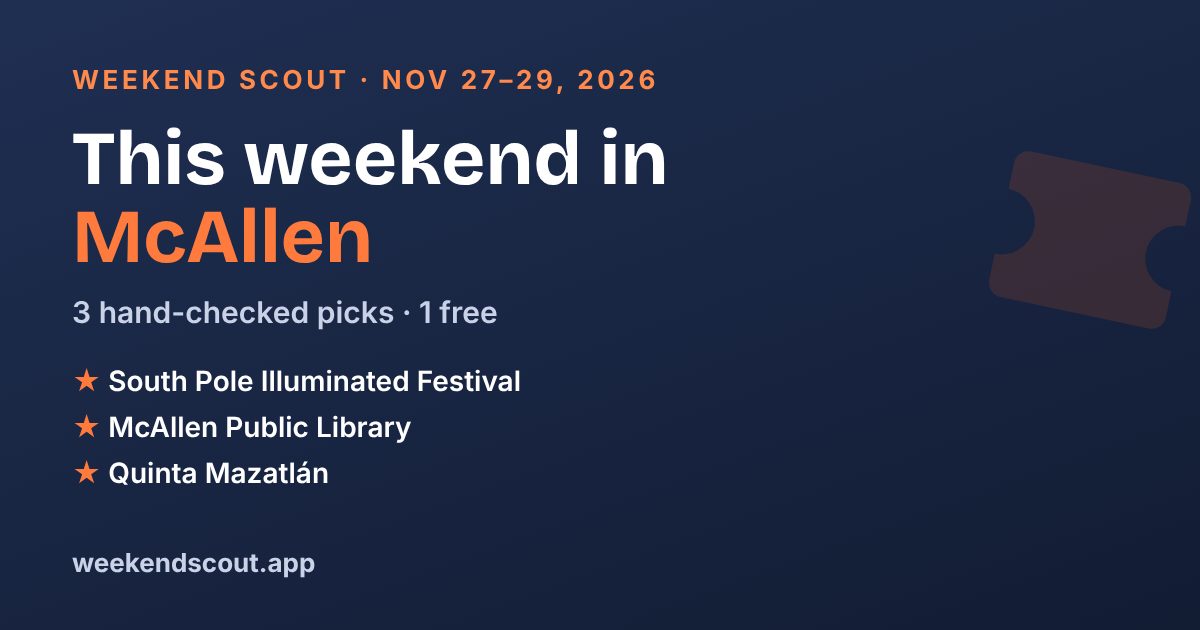 WEEKEND SCOUT · NOV 27–29, 2026
This weekend in
McAllen
3 hand-checked picks · 1 free
★ South Pole Illuminated Festival
★ McAllen Public Library
★ Quinta Mazatlán
weekendscout.app